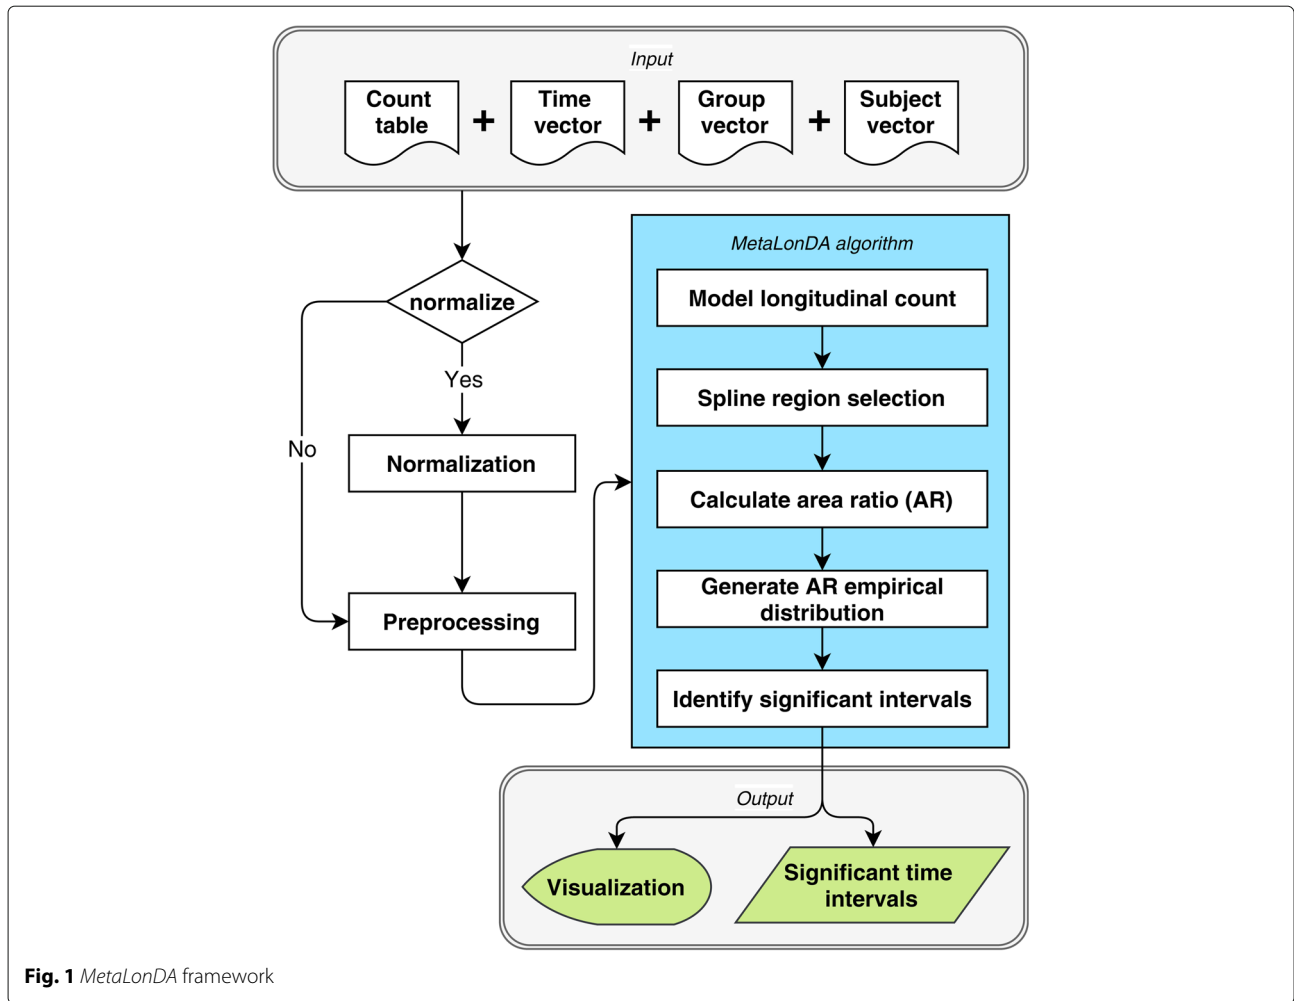 Input
Count
table
+
Time
vector
+
Group
vector
+
Subject
vector
normalize
Yes
No
Normalization
Preprocessing
MetaLonDA algorithm
Model longitudinal count
Spline region selection
Calculate area ratio (AR)
Generate AR empirical
distribution
Identify significant intervals
Output
Visualization
Significant time
intervals
Fig. 1 MetaLonDA framework